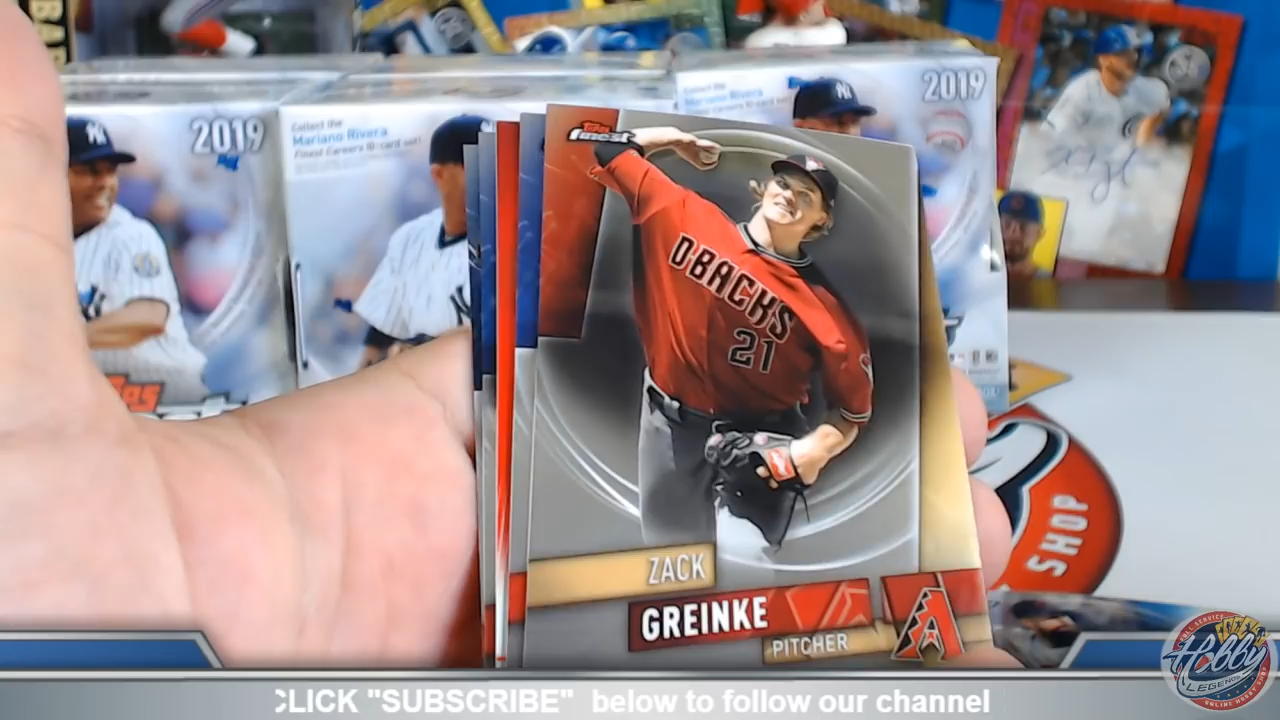 2019
Collect the
Mariano Rivera
Finest Careers 10-card set!
2019
Topps
finest
D-BACKS
21
ZACK
GREINKE
PITCHER
A
SHOP
Hobby
LEGENDS
CLICK "SUBSCRIBE" below to follow our channel